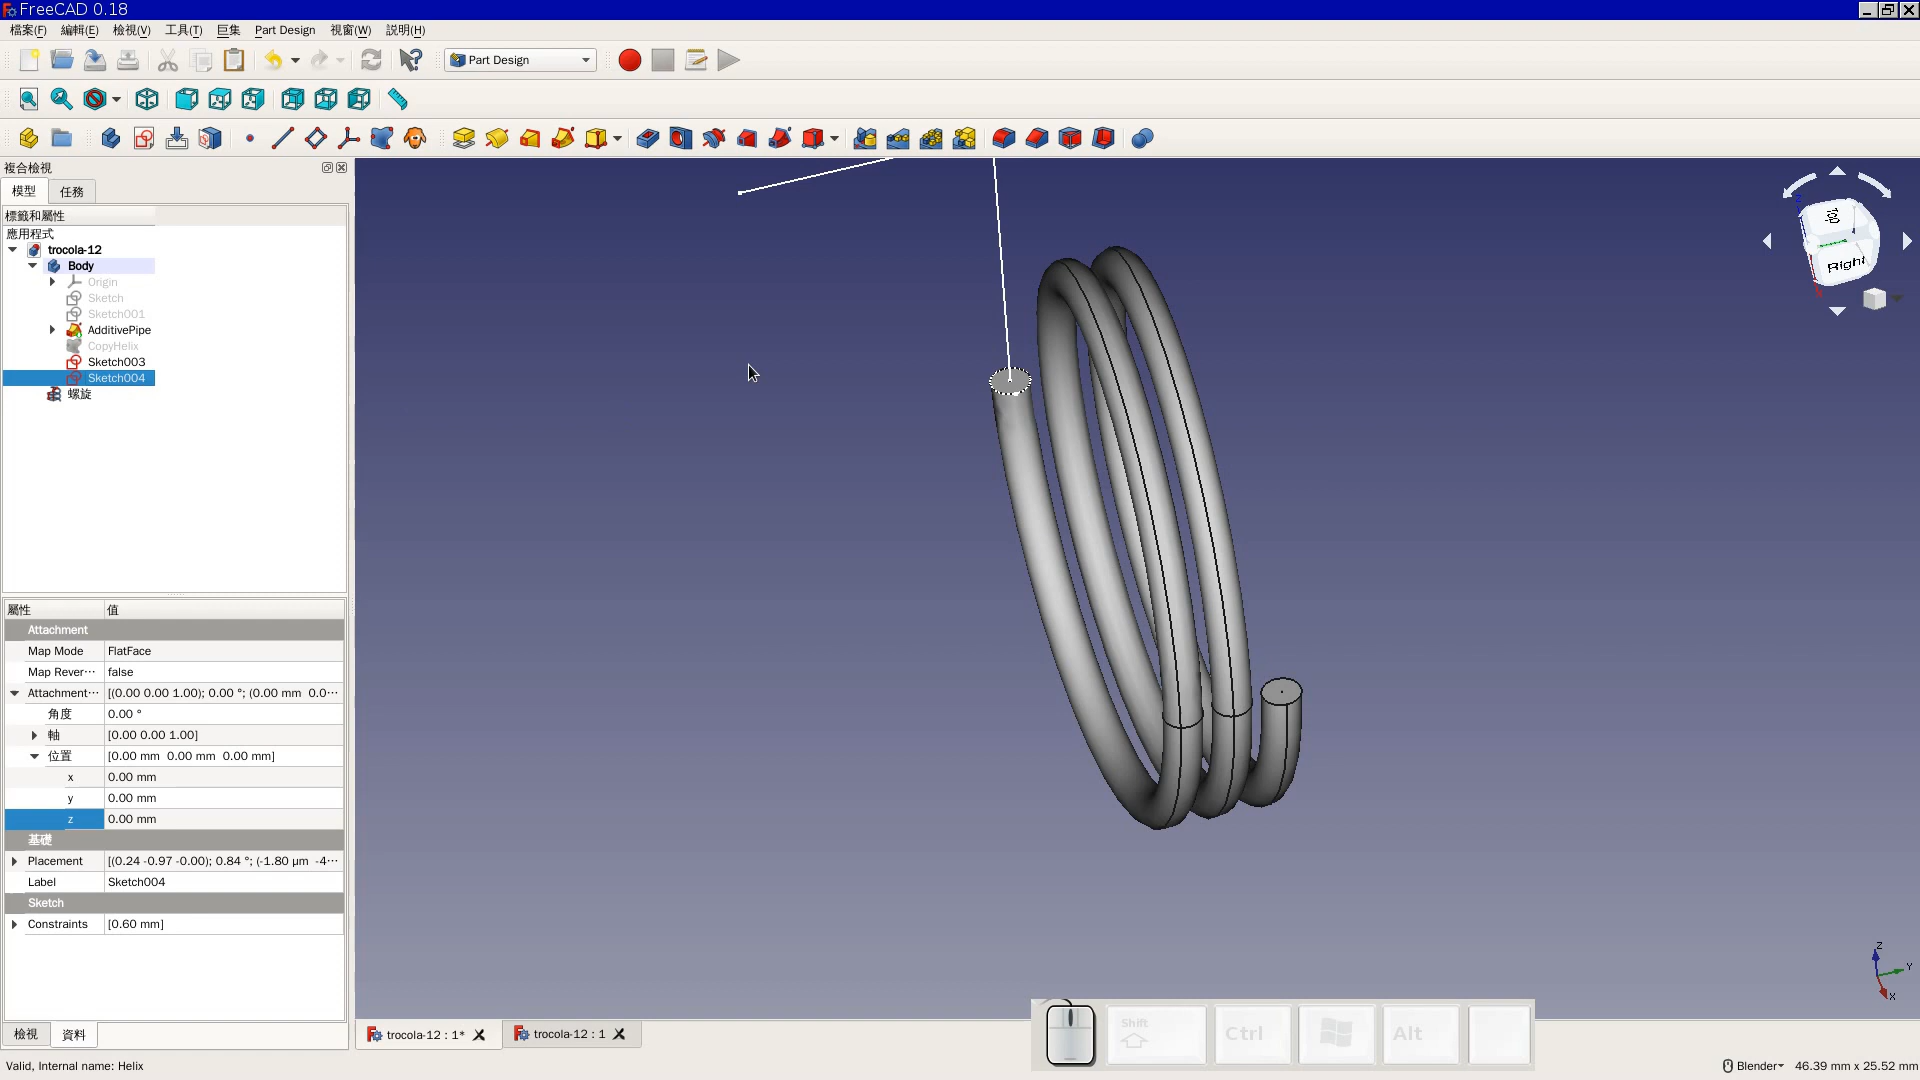 FreeCAD 0.18
檔案(F) 編輯(E) 檢視(V) 工具(T) 巨集 Part Design 視窗(W) 說明(H)
Part Design
複合檢視
模型 任務
標籤和屬性
應用程式
trocola-12
Body
Origin
Sketch
Sketch001
AdditivePipe
CopyHelix
Sketch003
Sketch004
螺旋
屬性 值
Attachment
Map Mode FlatFace
Map Rever··· false
Attachment··· [(0.00 0.00 1.00); 0.00 °; (0.00 mm 0.0···
角度 0.00 °
軸 [0.00 0.00 1.00]
位置 [0.00 mm 0.00 mm 0.00 mm]
x 0.00 mm
y 0.00 mm
z 0.00 mm
基礎
Placement [(0.24 -0.97 -0.00); 0.84 °; (-1.80 µm -4···
Label Sketch004
Sketch
Constraints [0.60 mm]
檢視 資料
trocola-12 : 1* trocola-12 : 1
Top
Right
Z
Z
Y
X
Shift Ctrl Alt
Valid, Internal name: Helix
Blender 46.39 mm x 25.52 mm